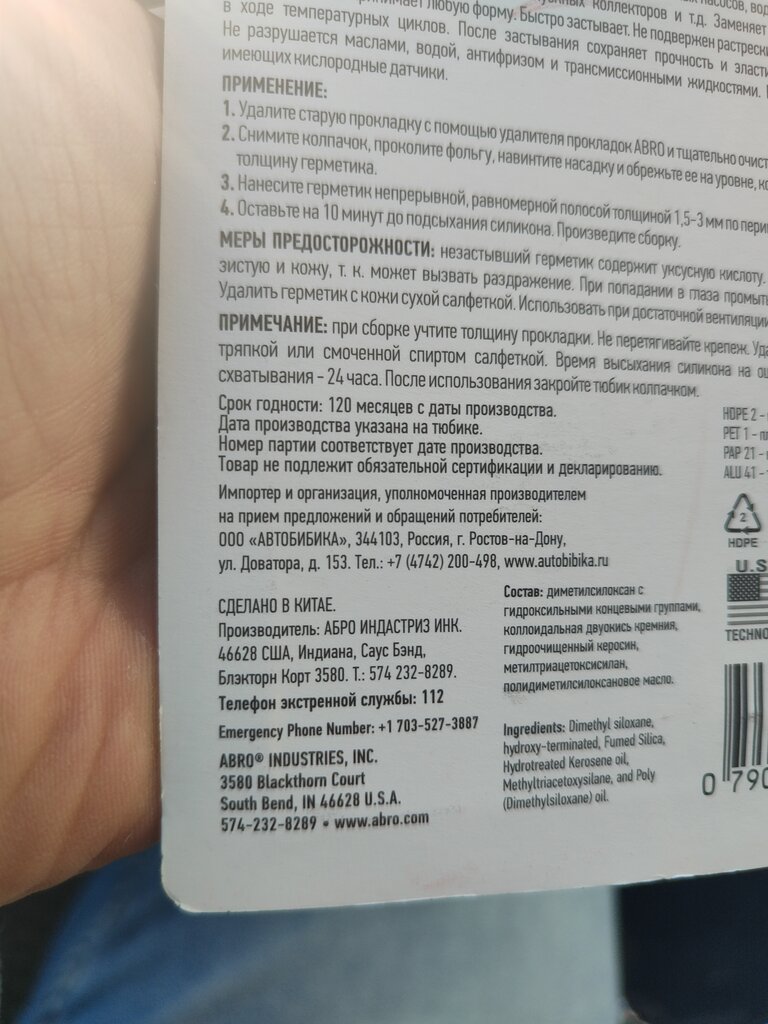 любую форму. Быстро застывает. Не подвержен
коллекторов и т.д. Заменяет
в ходе температурных циклов. После застывания сохраняет прочность и
Не разрушается маслами, водой, антифризом и трансмиссионными жидкостями.
имеющих кислородные датчики.
ПРИМЕНЕНИЕ:
1. Удалите старую прокладку с помощью удалителя прокладок ABRO и тщательно
2. Снимите колпачок, проколите фольгу, навинтите насадку и обрежьте ее на уровне,
толщину герметика.
3. Нанесите герметик непрерывной, равномерной полосой толщиной 1,5-3 мм по
4. Оставьте на 10 минут до подсыхания силикона. Произведите сборку.
МЕРЫ ПРЕДОСТОРОЖНОСТИ: незастывший герметик содержит уксусную кислоту.
зистую и кожу, т. к. может вызвать раздражение. При попадании в глаза
Удалить герметик с кожи сухой салфеткой. Использовать при достаточной вентиляции
ПРИМЕЧАНИЕ: при сборке учтите толщину прокладки. Не перетягивайте крепеж.
тряпкой или смоченной спиртом салфеткой. Время высыхания силикона на
схватывания – 24 часа. После использования закройте тюбик колпачком.
Срок годности: 120 месяцев с даты производства.
Дата производства указана на тюбике.
Номер партии соответствует дате производства.
Товар не подлежит обязательной сертификации и декларированию.
HDPE 2 -
PET 1 -
PAP 21 -
ALU 41 -
Импортер и организация, уполномоченная производителем
на прием предложений и обращений потребителей:
ООО «АВТОБИБИКА», 344103, Россия, г. Ростов-на-Дону,
ул. Доватора, д. 153. Тел.: +7 (4742) 200-498, www.autobibika.ru
2
HDPE
U.S
TECHNO
СДЕЛАНО В КИТАЕ.
Производитель: АБРО ИНДАСТРИЗ ИНК.
46628 США, Индиана, Саус Бэнд,
Блэкторн Корт 3580. Т.: 574 232-8289.
Телефон экстренной службы: 112
Emergency Phone Number: +1 703-527-3887
ABRO® INDUSTRIES, INC.
3580 Blackthorn Court
South Bend, IN 46628 U.S.A.
574-232-8289 • www.abro.com
Состав: диметилсилоксан с
гидроксильными концевыми группами,
коллоидальная двуокись кремния,
гидроочищенный керосин,
метилтриацетоксисилан,
полидиметилсилоксановое масло.
Ingredients: Dimethyl siloxane,
hydroxy-terminated, Fumed Silica,
Hydrotreated Kerosene oil,
Methyltriacetoxysilane, and Poly
(Dimethylsiloxane) oil.
0 790